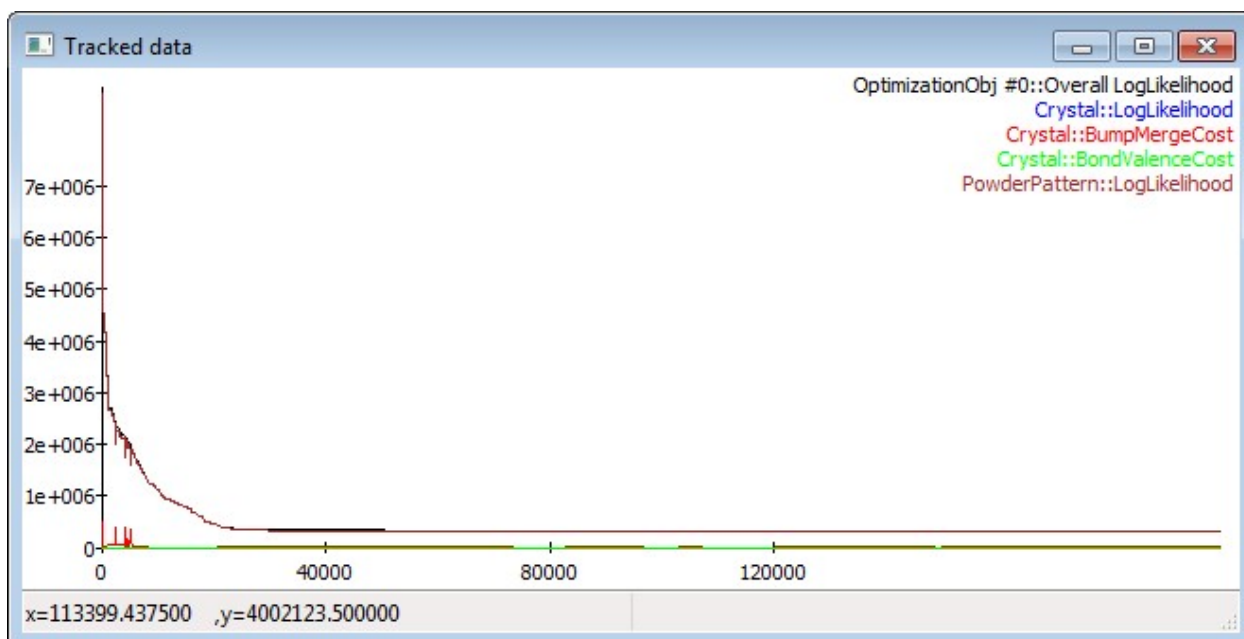 Tracked data
OptimizationObj #0::Overall LogLikelihood
Crystal::LogLikelihood
Crystal::BumpMergeCost
Crystal::BondValenceCost
PowderPattern::LogLikelihood
7e+006
6e+006
5e+006
4e+006
3e+006
2e+006
1e+006
0
0 40000 80000 120000
x=113399.437500 ,y=4002123.500000